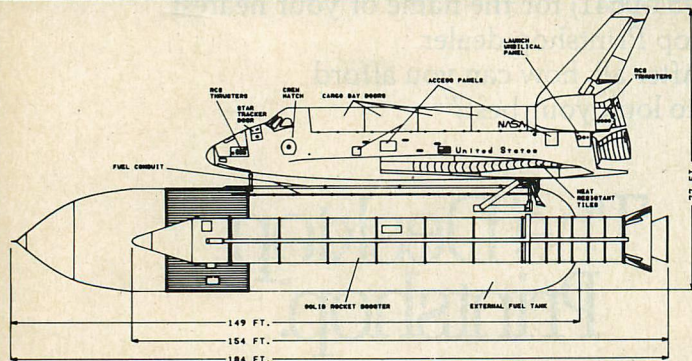 LAUNCH
UMBILICAL
PANEL
ACCESS PANELS
RCS
THRUSTERS
RCS
THRUSTERS
CREW
HATCH
CARGO BAY DOORS
STAR
TRACKER
DOOR
NASA
United States
FUEL CONDUIT
HEAT
RESISTANT
TILES
SOLID ROCKET BOOSTER
EXTERNAL FUEL TANK
149 FT.
154 FT.
184 FT.